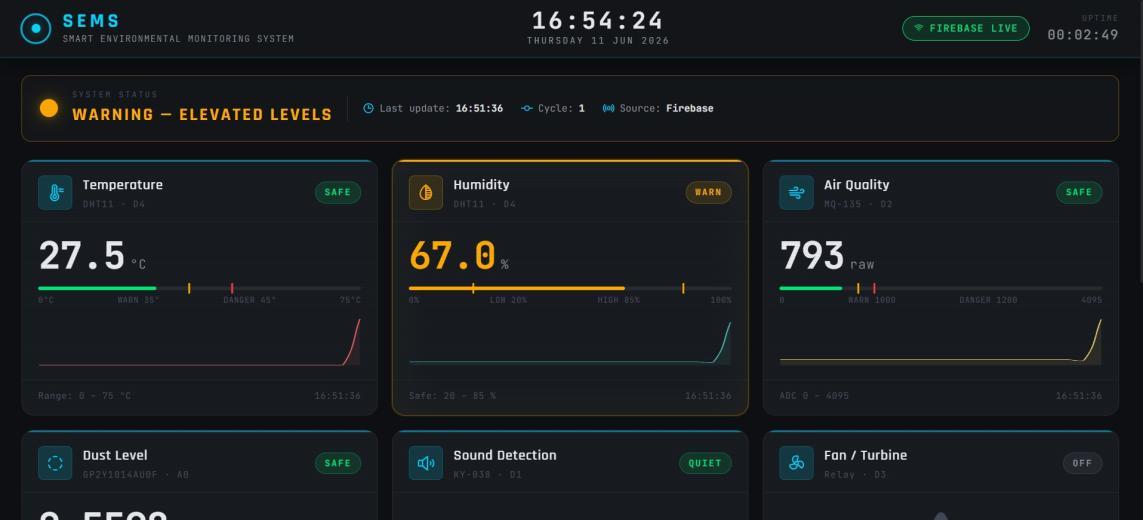 SEMS
SMART ENVIRONMENTAL MONITORING SYSTEM
16:54:24
THURSDAY 11 JUN 2026
FIREBASE LIVE
UPTIME
00:02:49
SYSTEM STATUS
WARNING — ELEVATED LEVELS
Last update: 16:51:36 Cycle: 1 Source: Firebase
Temperature
DHT11 · D4
SAFE
27.5 °C
0°C WARN 35° DANGER 45° 75°C
Range: 0 – 75 °C 16:51:36
Humidity
DHT11 · D4
WARN
67.0 %
0% LOW 20% HIGH 85% 100%
Safe: 20 – 85 % 16:51:36
Air Quality
MQ-135 · D2
SAFE
793 raw
0 WARN 1000 DANGER 1200 4095
ADC 0 – 4095 16:51:36
Dust Level
GP2Y1014AU0F · A0
SAFE
Sound Detection
KY-038 · D1
QUIET
Fan / Turbine
Relay · D3
OFF